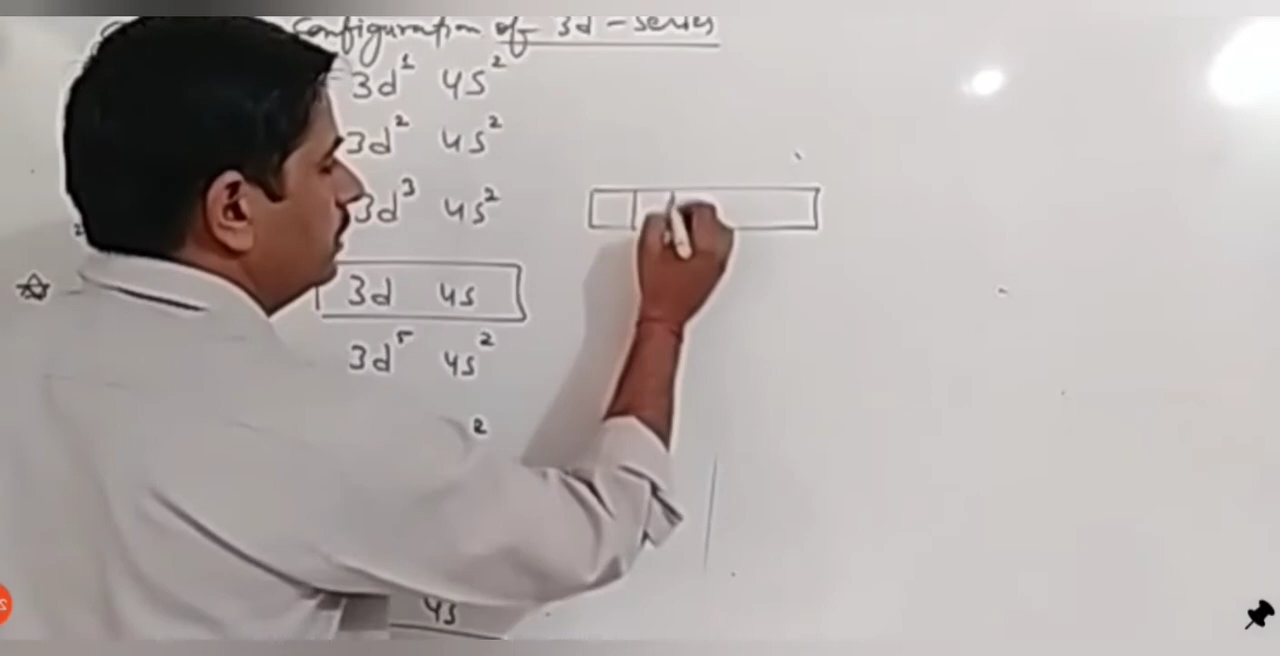 Configuration of 3d - series
3d¹ 4s²
3d² 4s²
3d³ 4s²
3d 4s
3d⁵ 4s²
2
4s